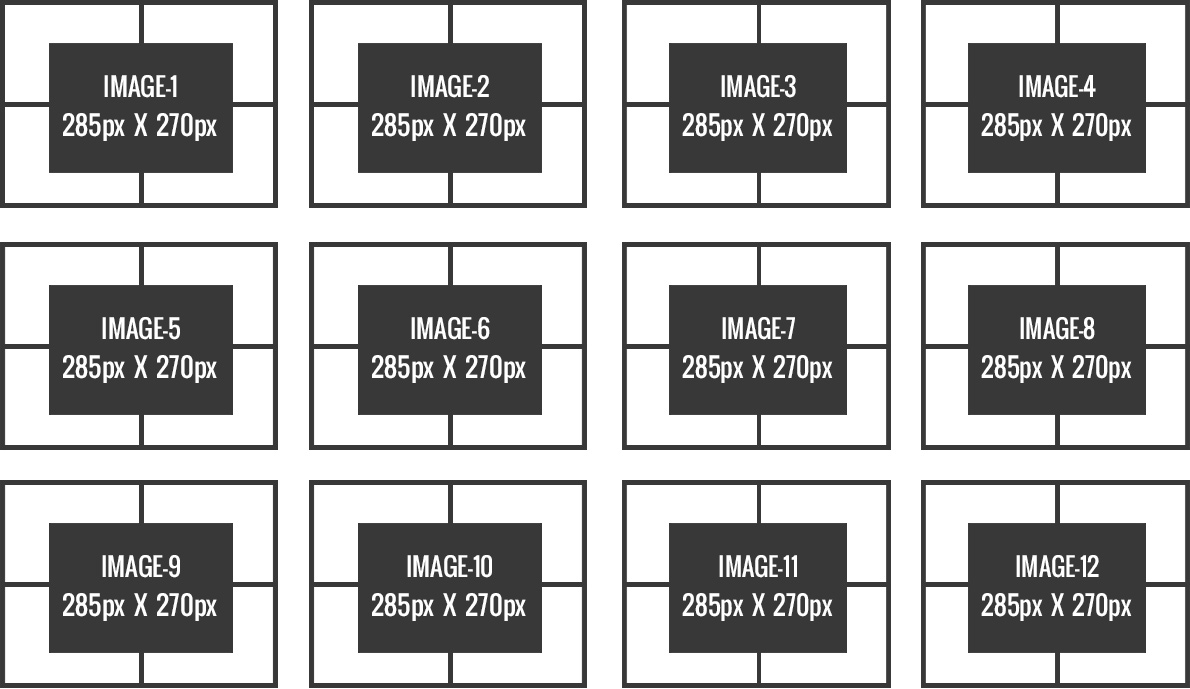 IMAGE-1
285px X 270px
IMAGE-2
285px X 270px
IMAGE-3
285px X 270px
IMAGE-4
285px X 270px
IMAGE-5
285px X 270px
IMAGE-6
285px X 270px
IMAGE-7
285px X 270px
IMAGE-8
285px X 270px
IMAGE-9
285px X 270px
IMAGE-10
285px X 270px
IMAGE-11
285px X 270px
IMAGE-12
285px X 270px